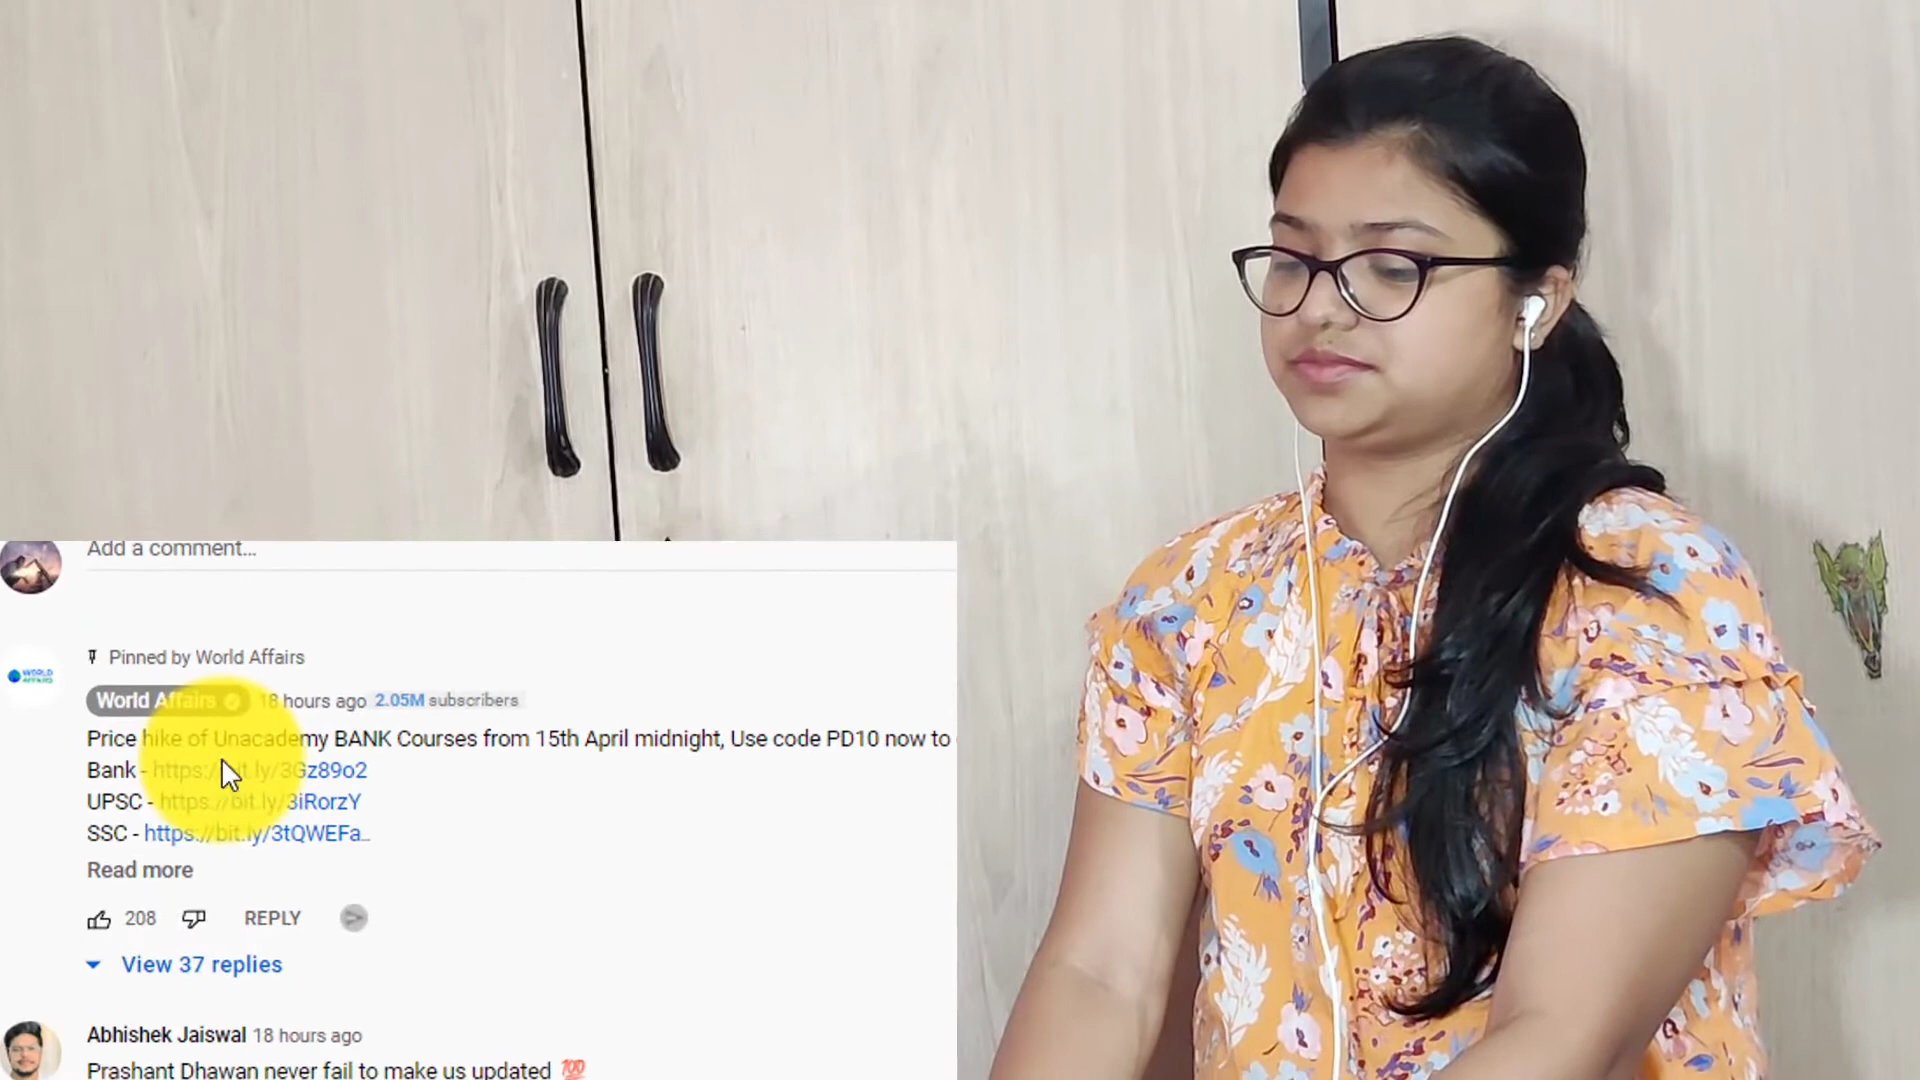 Add a comment...
Pinned by World Affairs
WORLD
AFFAIRS
World Affairs 18 hours ago 2.05M subscribers
Price hike of Unacademy BANK Courses from 15th April midnight, Use code PD10 now to
Bank - https://bit.ly/3Gz89o2
UPSC - https://bit.ly/3iRorzY
SSC - https://bit.ly/3tQWEFa...
Read more
208 REPLY
View 37 replies
Abhishek Jaiswal 18 hours ago
Prashant Dhawan never fail to make us updated 💯